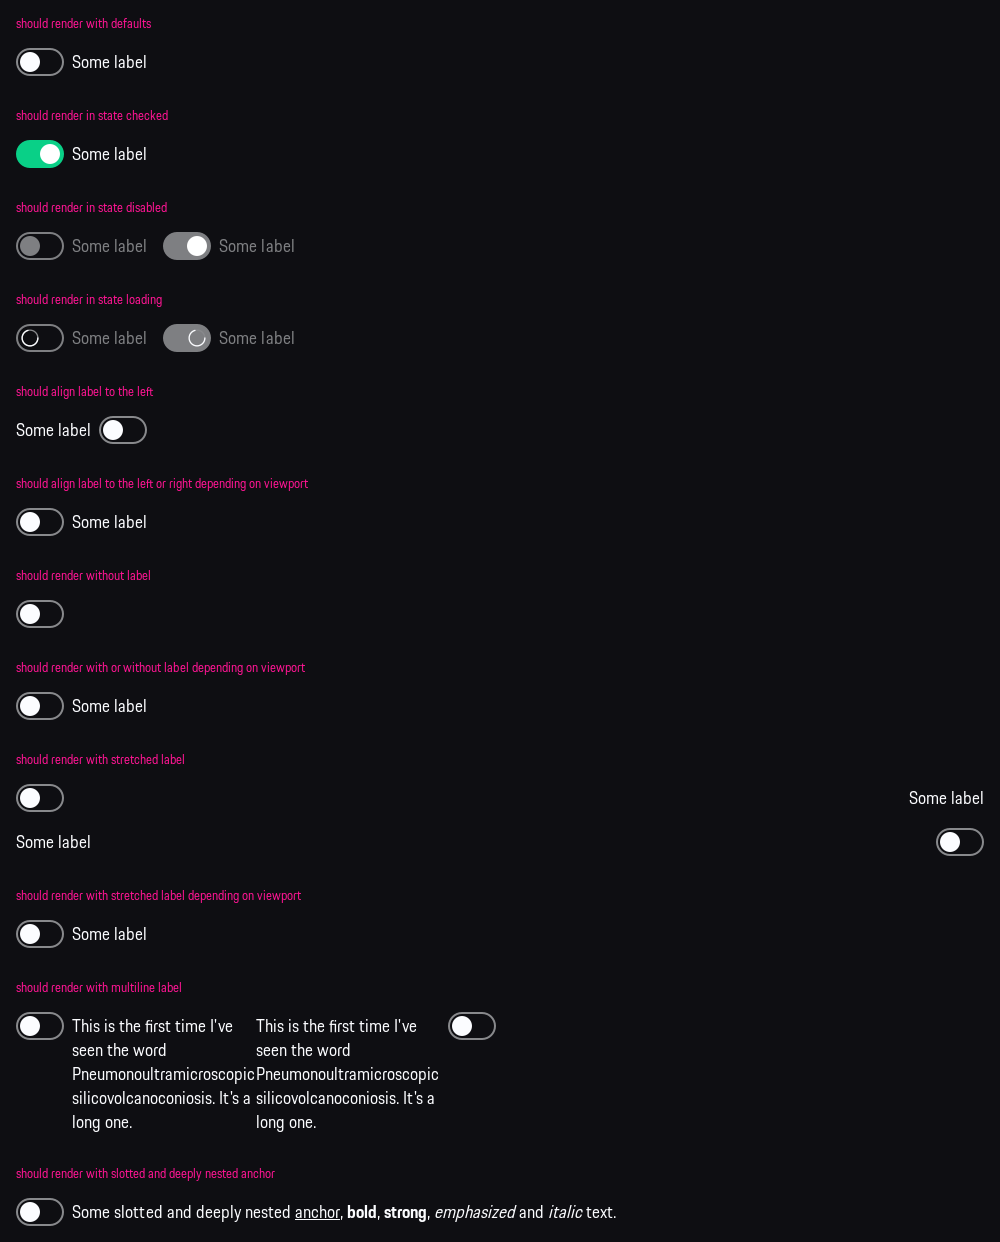 should render with defaults
Some label
should render in state checked
Some label
should render in state disabled
Some label Some label
should render in state loading
Some label Some label
should align label to the left
Some label
should align label to the left or right depending on viewport
Some label
should render without label
should render with or without label depending on viewport
Some label
should render with stretched label
Some label
Some label
should render with stretched label depending on viewport
Some label
should render with multiline label
This is the first time I've
seen the word
Pneumonoultramicroscopic
silicovolcanoconiosis. It's a
long one.
This is the first time I've
seen the word
Pneumonoultramicroscopic
silicovolcanoconiosis. It's a
long one.
should render with slotted and deeply nested anchor
Some slotted and deeply nested anchor, bold, strong, emphasized and italic text.